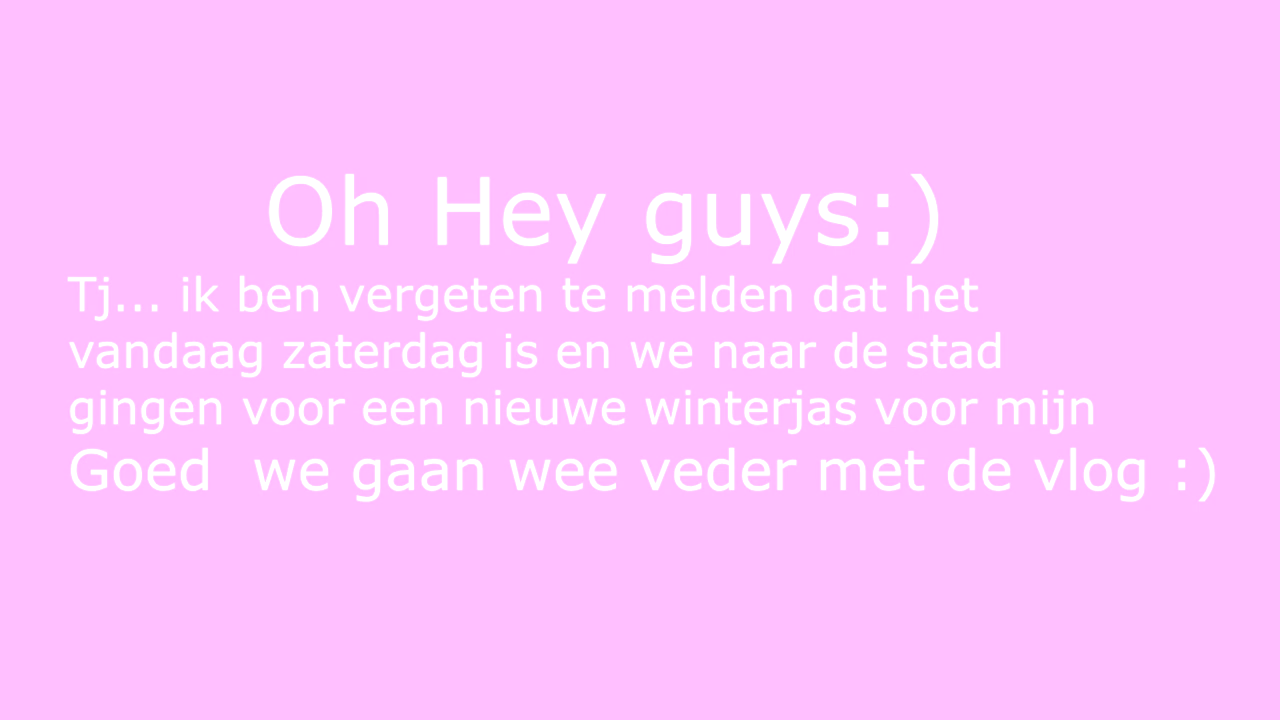 Oh Hey guys:)
Tj... ik ben vergeten te melden dat het
vandaag zaterdag is en we naar de stad
gingen voor een nieuwe winterjas voor mijn
Goed  we gaan wee veder met de vlog :)